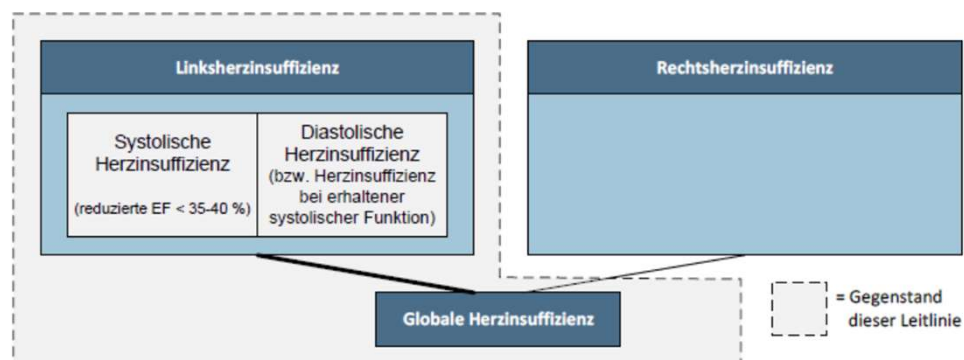 Linksherzinsuffizienz
Rechtsherzinsuffizienz
Systolische
Herzinsuffizienz
(reduzierte EF < 35-40 %)
Diastolische
Herzinsuffizienz
(bzw. Herzinsuffizienz
bei erhaltener
systolischer Funktion)
Globale Herzinsuffizienz
= Gegenstand
dieser Leitlinie